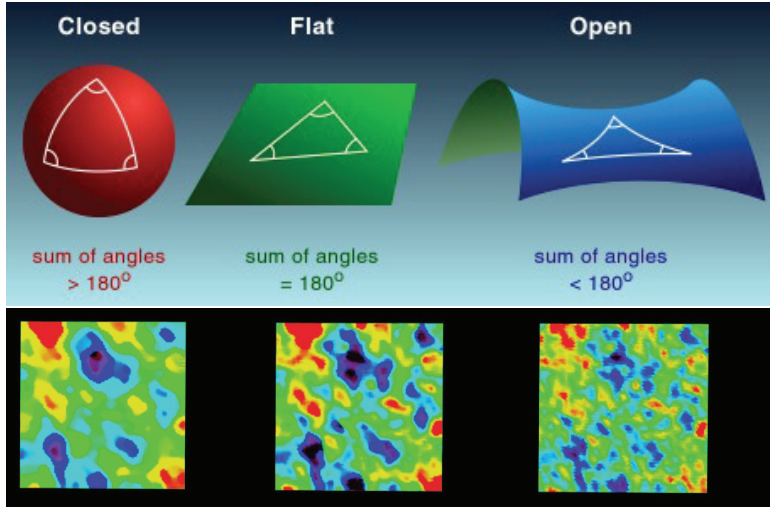 Closed
Flat
Open
sum of angles
> 180°
sum of angles
= 180°
sum of angles
< 180°